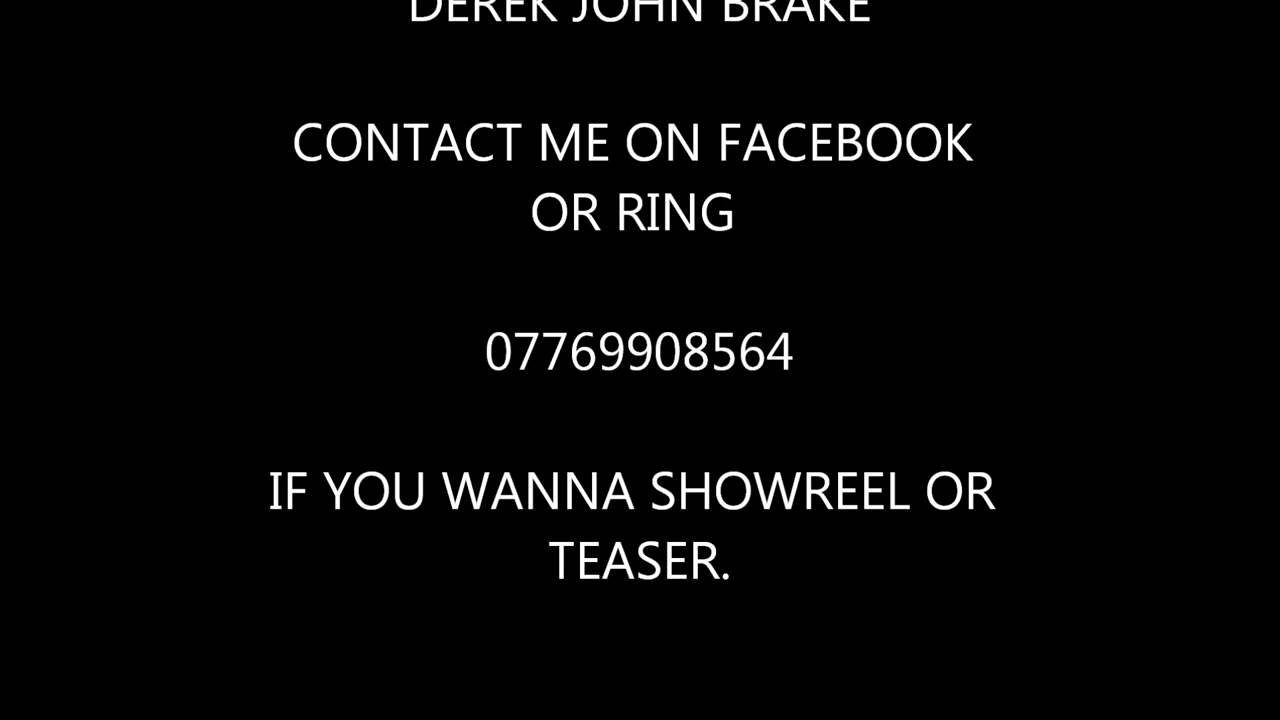 DEREK JOHN BRAKE
CONTACT ME ON FACEBOOK
OR RING
07769908564
IF YOU WANNA SHOWREEL OR
TEASER.